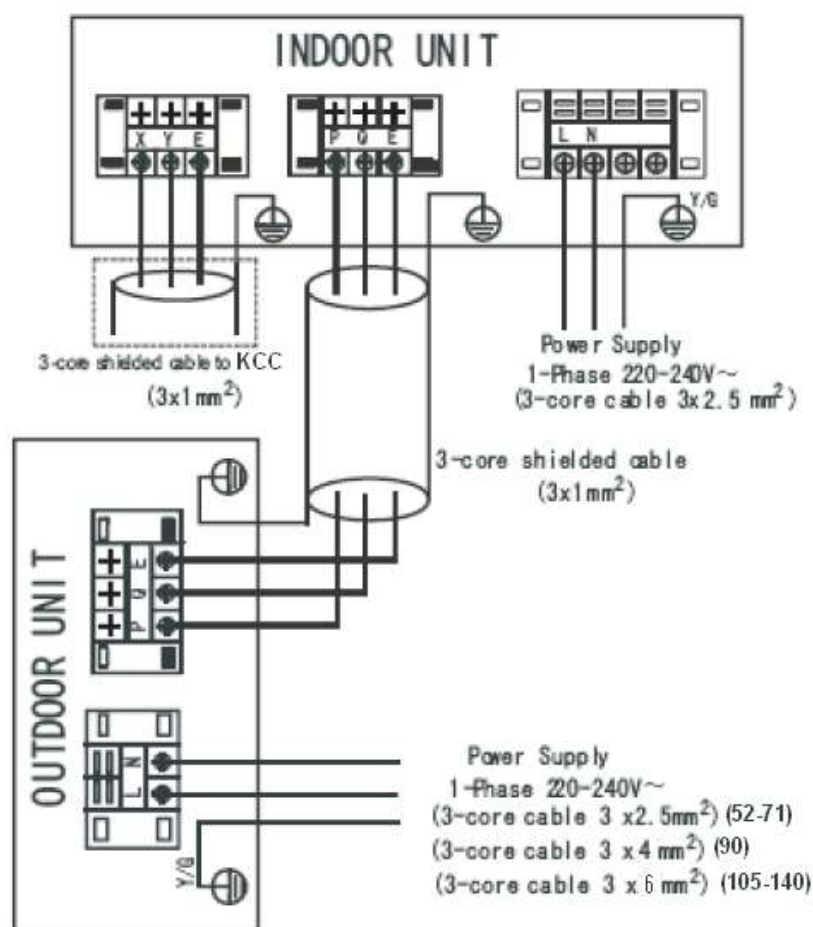 INDOOR UNIT
X Y E
P Q E
L N
Y/G
3-core shielded cable to KCC
(3x1mm²)
Power Supply
1-Phase 220-240V~
(3-core cable 3x2.5 mm²)
3-core shielded cable
(3x1mm²)
OUTDOOR UNIT
P Q E
L N
Y/G
Power Supply
1-Phase 220-240V~
(3-core cable 3 x2.5mm²) (52-71)
(3-core cable 3 x4 mm²) (90)
(3-core cable 3 x 6 mm²) (105-140)